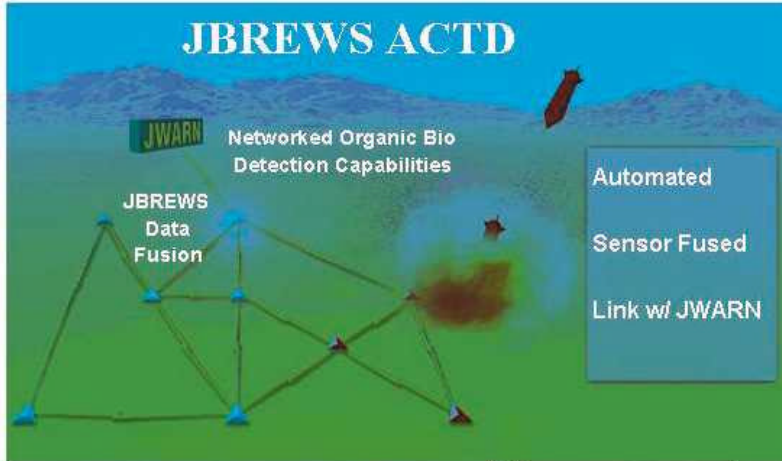 JBREWS ACTD
JWARN
Networked Organic Bio
Detection Capabilities
JBREWS
Data
Fusion
Automated
Sensor Fused
Link w/ JWARN